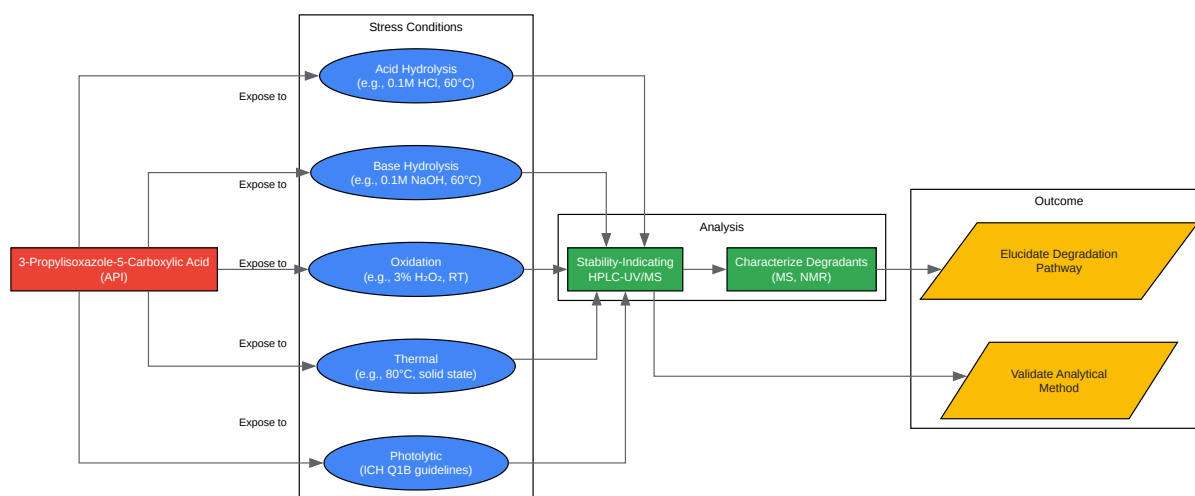 Stress Conditions
Acid Hydrolysis
(e.g., 0.1M HCl, 60°C)
Expose to
Base Hydrolysis
(e.g., 0.1M NaOH, 60°C)
Expose to
3-Propylisoxazole-5-Carboxylic Acid
(API)
Expose to
Oxidation
(e.g., 3% H₂O₂, RT)
Expose to
Thermal
(e.g., 80°C, solid state)
Expose to
Photolytic
(ICH Q1B guidelines)
Analysis
Stability-Indicating
HPLC-UV/MS
Characterize Degradants
(MS, NMR)
Outcome
Elucidate Degradation
Pathway
Validate Analytical
Method